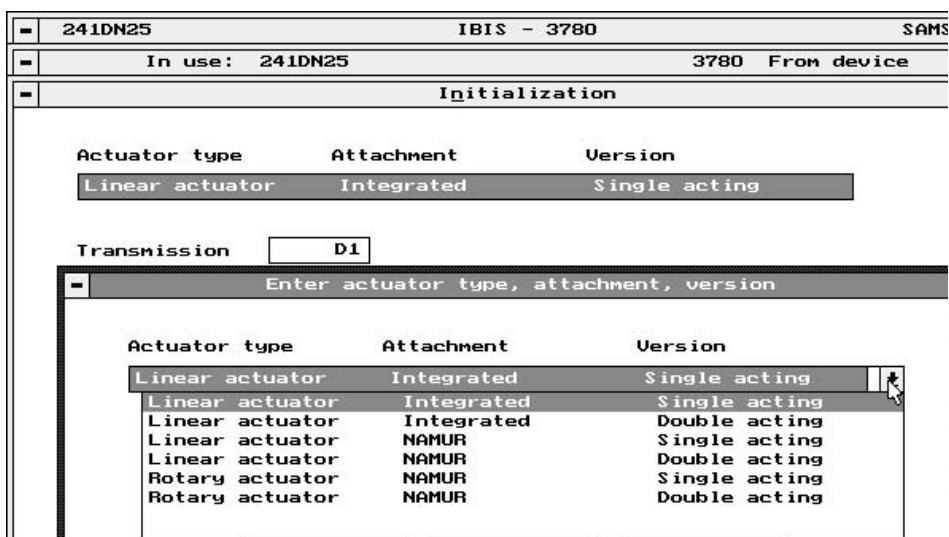 241DN25 IBIS - 3780 SAMS
In use: 241DN25 3780 From device
Initialization
Actuator type Attachment Version
Linear actuator Integrated Single acting
Transmission D1
Enter actuator type, attachment, version
Actuator type Attachment Version
Linear actuator Integrated Single acting
Linear actuator Integrated Single acting
Linear actuator Integrated Double acting
Linear actuator NAMUR Single acting
Linear actuator NAMUR Double acting
Rotary actuator NAMUR Single acting
Rotary actuator NAMUR Double acting